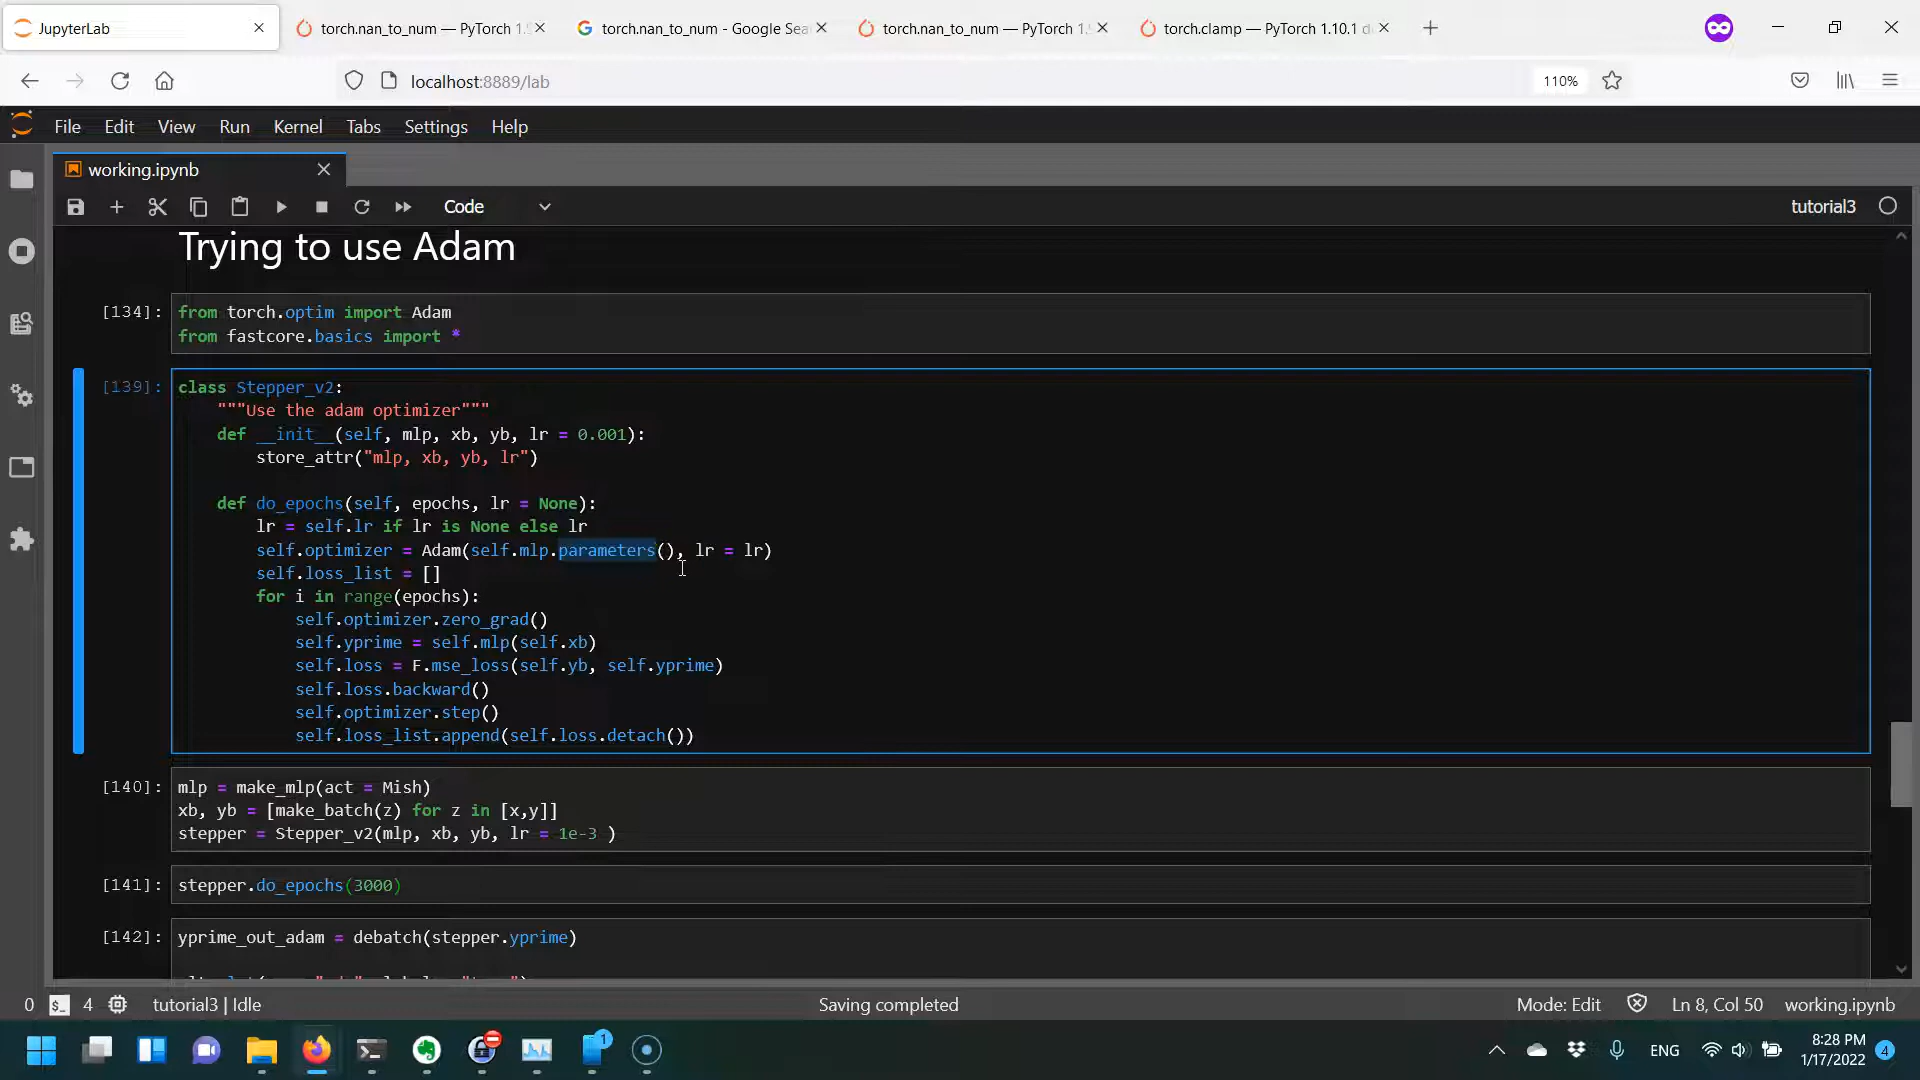 JupyterLab
torch.nan_to_num — PyTorch 1.
torch.nan_to_num - Google Sea
torch.nan_to_num — PyTorch 1.
torch.clamp — PyTorch 1.10.1 d
localhost:8889/lab
110%
File Edit View Run Kernel Tabs Settings Help
working.ipynb
Code
tutorial3
Trying to use Adam
[134]:
from torch.optim import Adam
from fastcore.basics import *
[139]:
class Stepper_v2:
"""Use the adam optimizer"""
def __init__(self, mlp, xb, yb, lr = 0.001):
store_attr("mlp, xb, yb, lr")
def do_epochs(self, epochs, lr = None):
lr = self.lr if lr is None else lr
self.optimizer = Adam(self.mlp.parameters(), lr = lr)
self.loss_list = []
for i in range(epochs):
self.optimizer.zero_grad()
self.yprime = self.mlp(self.xb)
self.loss = F.mse_loss(self.yb, self.yprime)
self.loss.backward()
self.optimizer.step()
self.loss_list.append(self.loss.detach())
[140]:
mlp = make_mlp(act = Mish)
xb, yb = [make_batch(z) for z in [x,y]]
stepper = Stepper_v2(mlp, xb, yb, lr = 1e-3 )
[141]:
stepper.do_epochs(3000)
[142]:
yprime_out_adam = debatch(stepper.yprime)
0 $_ 4 tutorial3 | Idle
Saving completed
Mode: Edit
Ln 8, Col 50
working.ipynb
1
ENG
8:28 PM
1/17/2022
4